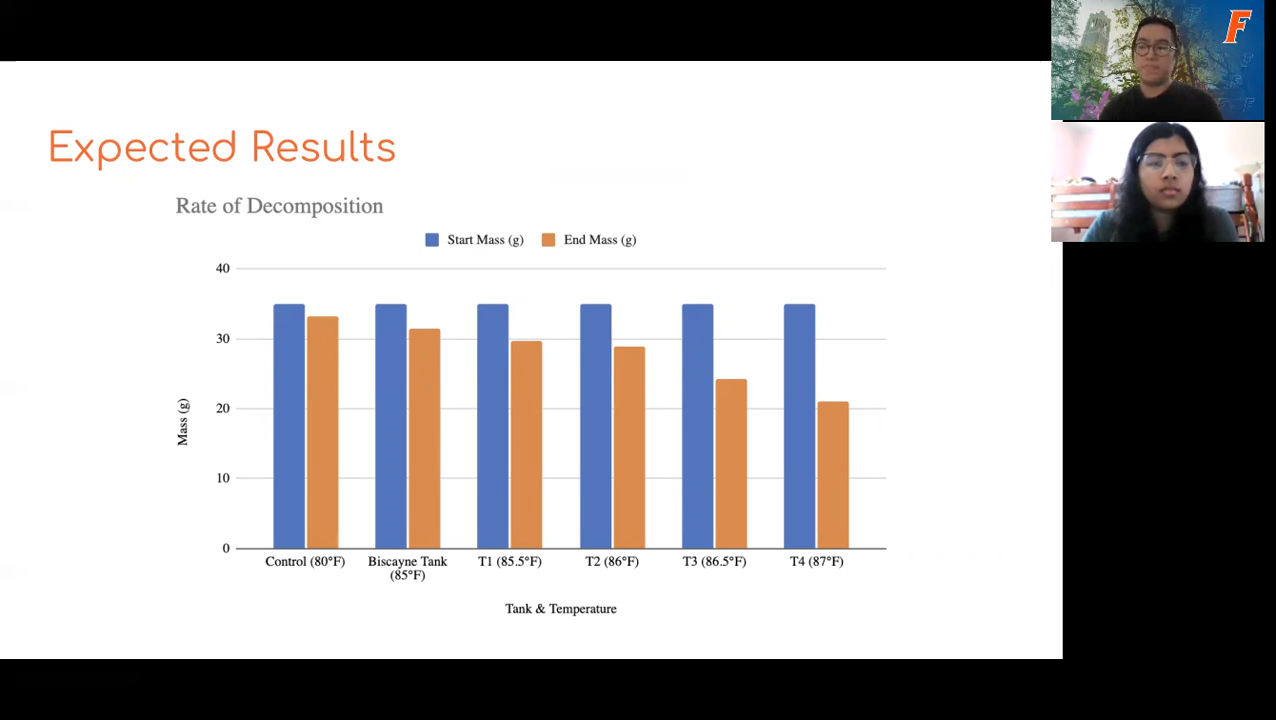 F
Expected Results
Rate of Decomposition
Start Mass (g) End Mass (g)
40
30
20
10
0
Mass (g)
Control (80°F) Biscayne Tank (85°F) T1 (85.5°F) T2 (86°F) T3 (86.5°F) T4 (87°F)
Tank & Temperature